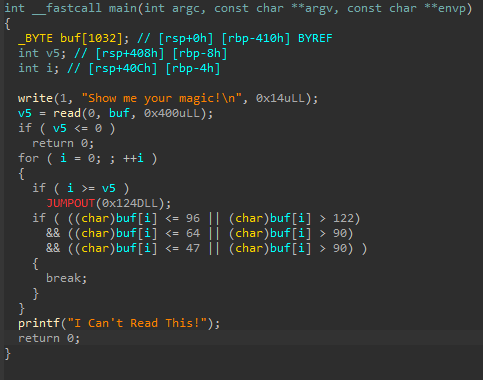 int __fastcall main(int argc, const char **argv, const char **envp)
{
  _BYTE buf[1032]; // [rsp+0h] [rbp-410h] BYREF
  int v5; // [rsp+408h] [rbp-8h]
  int i; // [rsp+40Ch] [rbp-4h]

  write(1, "Show me your magic!\n", 0x14uLL);
  v5 = read(0, buf, 0x400uLL);
  if ( v5 <= 0 )
    return 0;
  for ( i = 0; ; ++i )
  {
    if ( i >= v5 )
      JUMPOUT(0x124DLL);
    if ( ((char)buf[i] <= 96 || (char)buf[i] > 122)
      && ((char)buf[i] <= 64 || (char)buf[i] > 90)
      && ((char)buf[i] <= 47 || (char)buf[i] > 90) )
    {
      break;
    }
  }
  printf("I Can't Read This!");
  return 0;
}